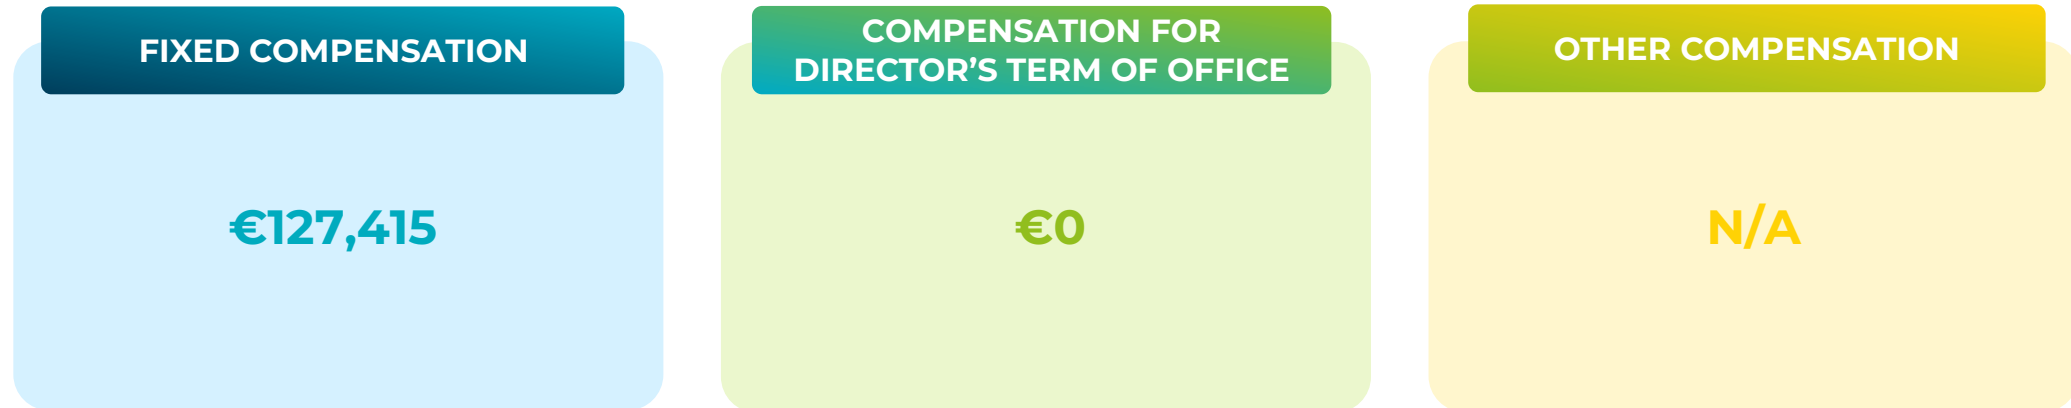 FIXED COMPENSATION
€127,415
COMPENSATION FOR
DIRECTOR’S TERM OF OFFICE
€0
OTHER COMPENSATION
N/A